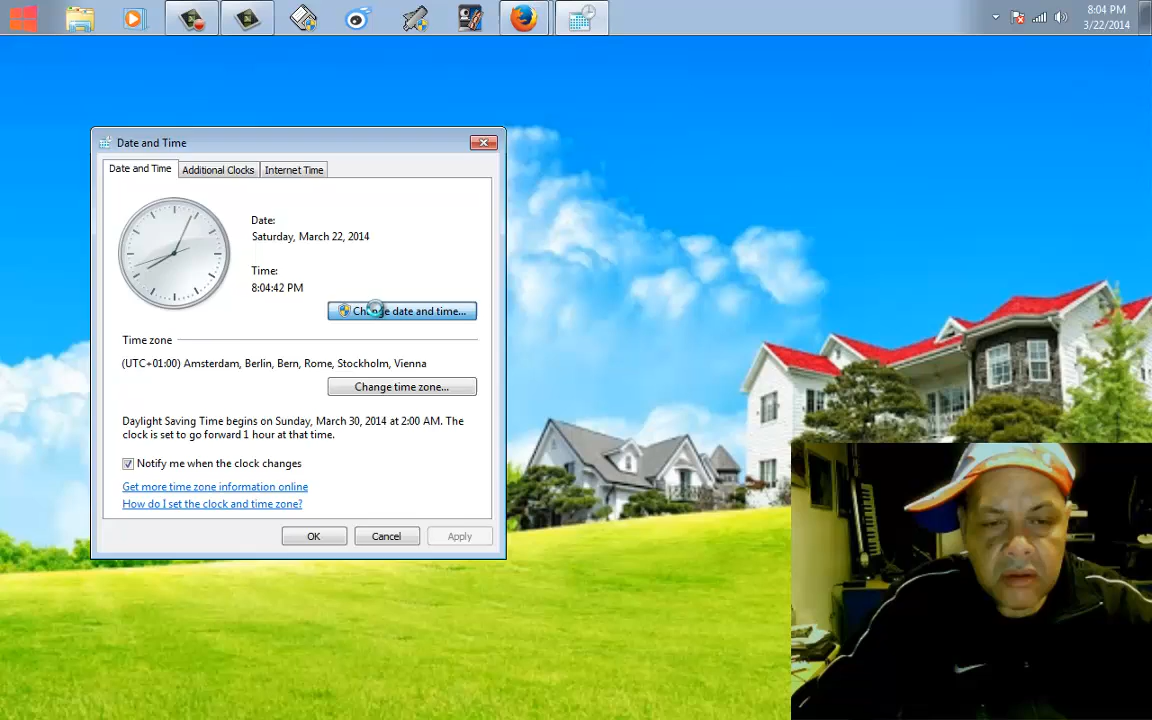 8:04 PM
3/22/2014
Date and Time
Date and Time
Additional Clocks
Internet Time
Date:
Saturday, March 22, 2014
Time:
8:04:42 PM
Change date and time...
Time zone
(UTC+01:00) Amsterdam, Berlin, Bern, Rome, Stockholm, Vienna
Change time zone...
Daylight Saving Time begins on Sunday, March 30, 2014 at 2:00 AM. The
clock is set to go forward 1 hour at that time.
Notify me when the clock changes
Get more time zone information online
How do I set the clock and time zone?
OK
Cancel
Apply